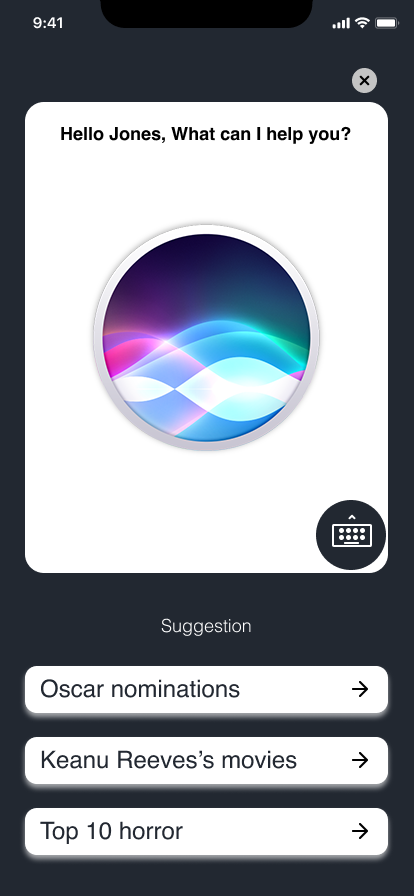 9:41
Hello Jones, What can I help you?
Suggestion
Oscar nominations
Keanu Reeves’s movies
Top 10 horror